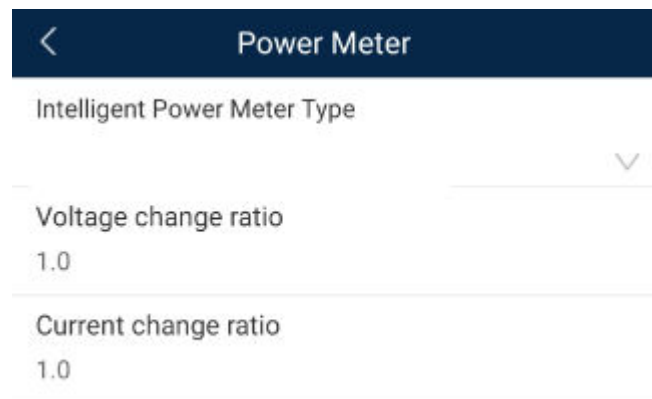 Power Meter
Intelligent Power Meter Type
Voltage change ratio
1.0
Current change ratio
1.0